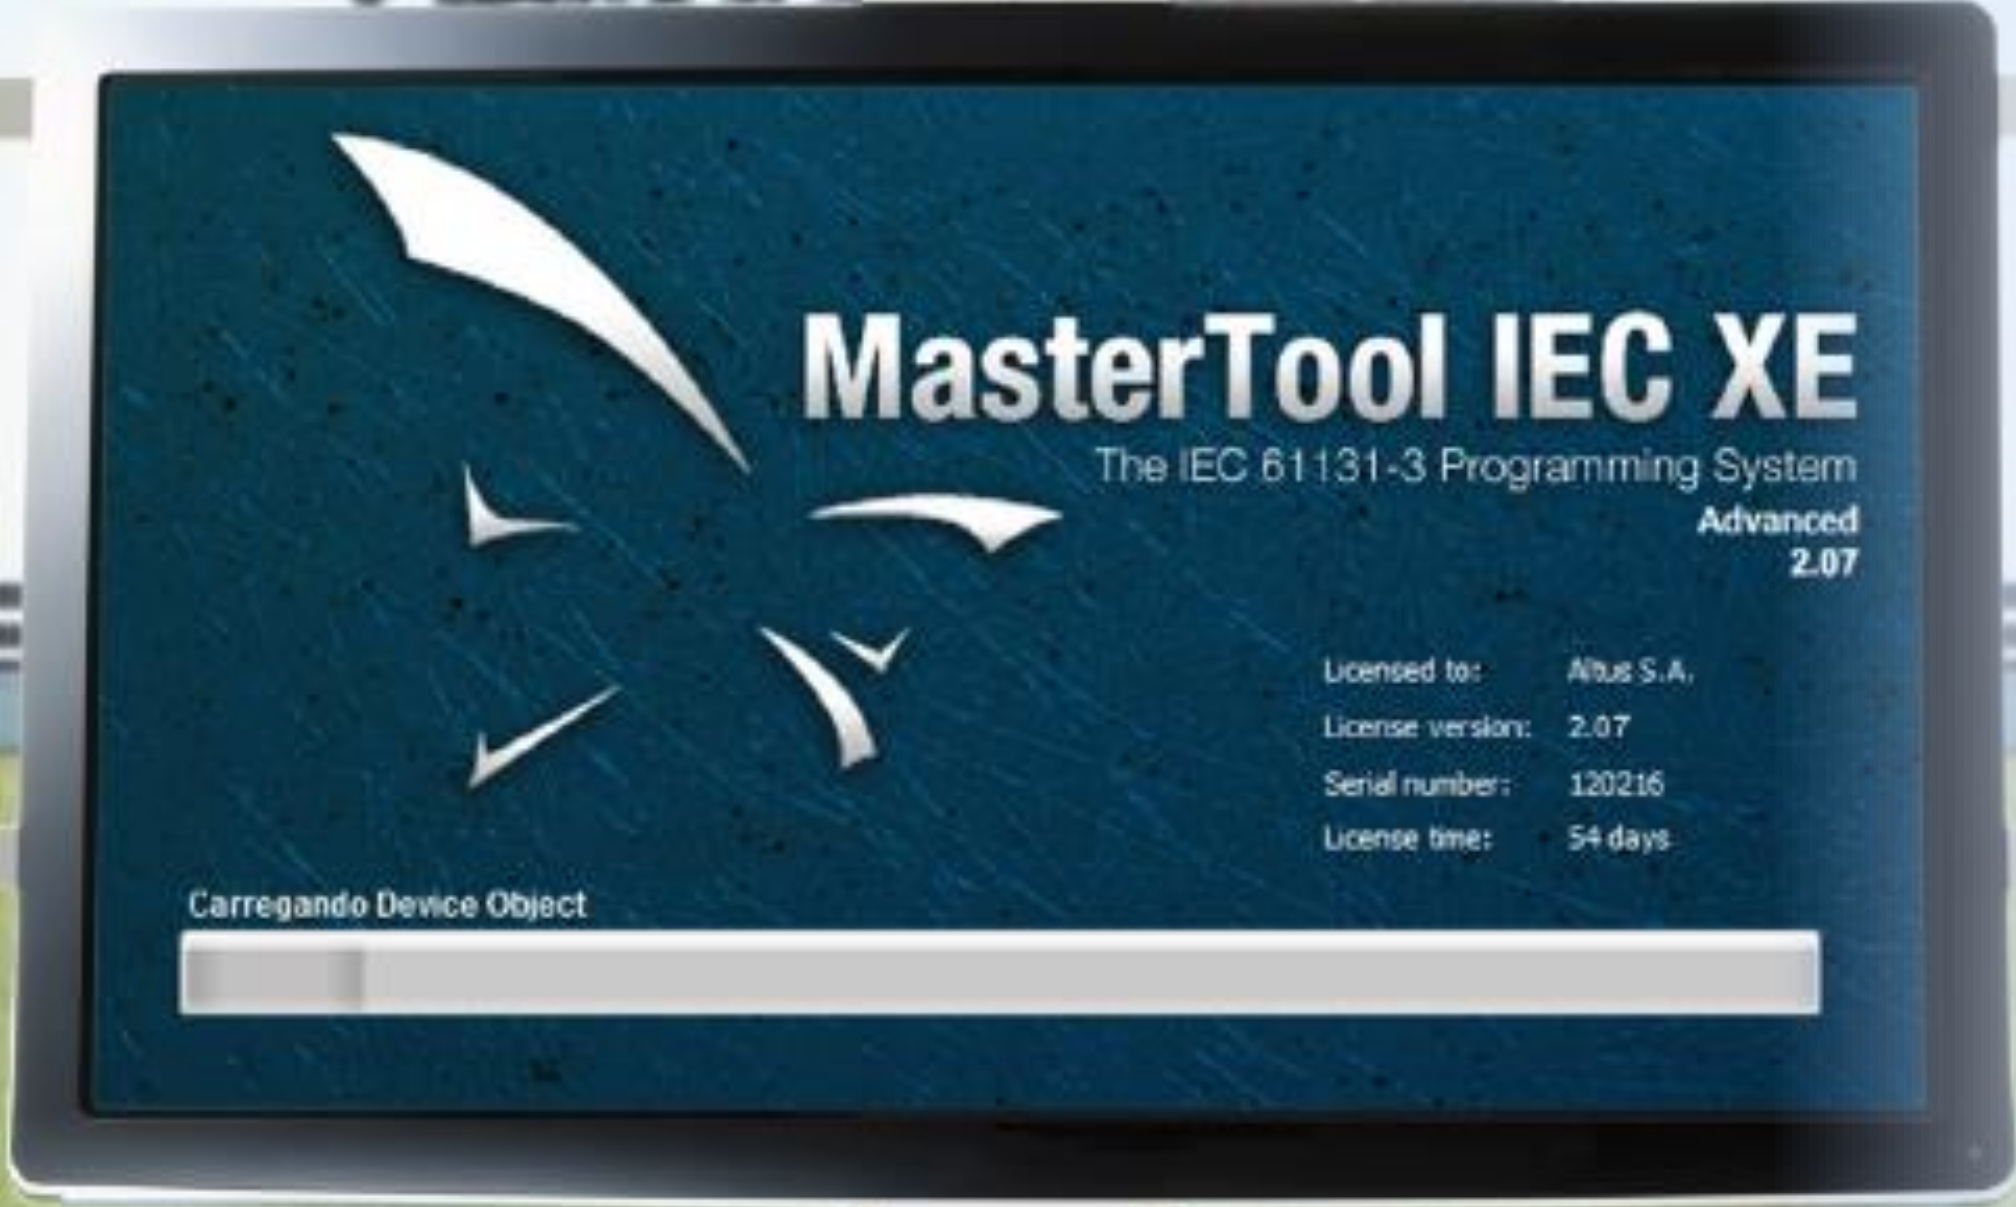 MasterTool IEC XE
The IEC 61131-3 Programming System
Advanced
2.07
Licensed to: Altus S.A.
License version: 2.07
Serial number: 120216
License time: 54 days
Carregando Device Object